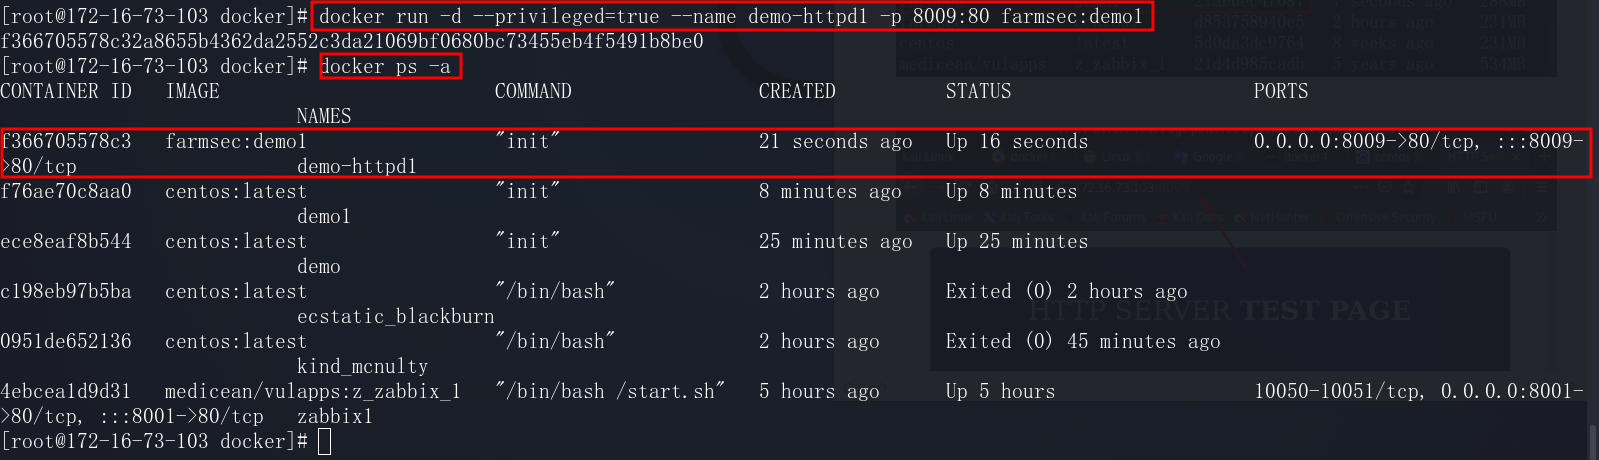 [root@172-16-73-103 docker]# docker run -d --privileged=true --name demo-httpd1 -p 8009:80 farmsec:demo1
f366705578c32a8655b4362da2552c3da21069bf0680bc73455eb4f5491b8be0
[root@172-16-73-103 docker]# docker ps -a
CONTAINER ID   IMAGE                 COMMAND                CREATED          STATUS                      PORTS
NAMES
f366705578c3   farmsec:demo1                 "init"                  21 seconds ago   Up 16 seconds               0.0.0.0:8009->80/tcp, :::8009-
>80/tcp                    demo-httpd1
f76ae70c8aa0   centos:latest                 "init"                  8 minutes ago    Up 8 minutes
demo1
ece8eaf8b544   centos:latest                 "init"                  25 minutes ago   Up 25 minutes
demo
c198eb97b5ba   centos:latest                 "/bin/bash"             2 hours ago      Exited (0) 2 hours ago
ecstatic_blackburn
0951de652136   centos:latest                 "/bin/bash"             2 hours ago      Exited (0) 45 minutes ago
kind_mcnulty
4ebcea1d9d31   medicean/vulapps:z_zabbix_1   "/bin/bash /start.sh"   5 hours ago      Up 5 hours                  10050-10051/tcp, 0.0.0.0:8001-
>80/tcp, :::8001->80/tcp   zabbix1
[root@172-16-73-103 docker]#
HTTP SERVER TEST PAGE